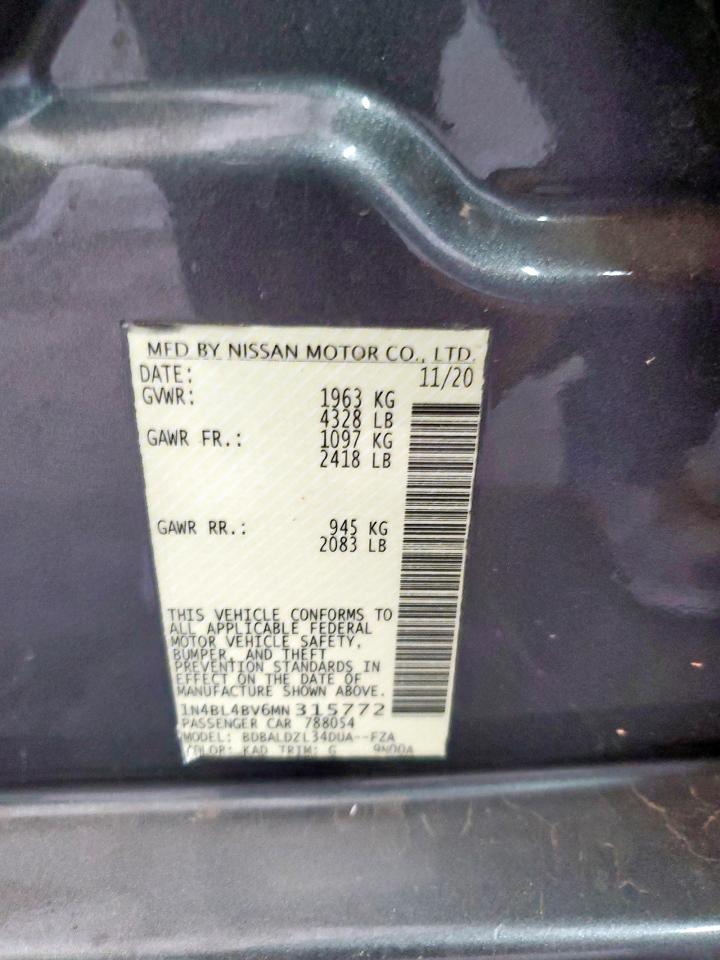 MFD BY NISSAN MOTOR CO., LTD.
DATE: 11/20
GVWR: 1963 KG
4328 LB
GAWR FR.: 1097 KG
2418 LB
GAWR RR.: 945 KG
2083 LB
THIS VEHICLE CONFORMS TO
ALL APPLICABLE FEDERAL
MOTOR VEHICLE SAFETY,
BUMPER, AND THEFT
PREVENTION STANDARDS IN
EFFECT ON THE DATE OF
MANUFACTURE SHOWN ABOVE.
1N4BL4BV6MN315772
PASSENGER CAR 788054
MODEL: BDBALDZL34DUA--FZA
COLOR: KAD TRIM: G